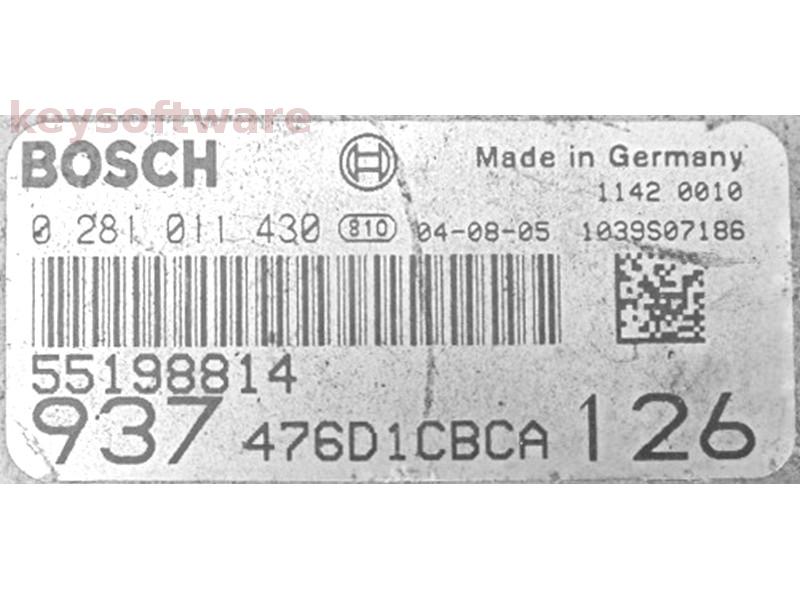 keysoftware
BOSCH Made in Germany
1142 0010
0 281 011 430 810 04-08-05 1039S07186
55198814
937 476D1CBCA 126